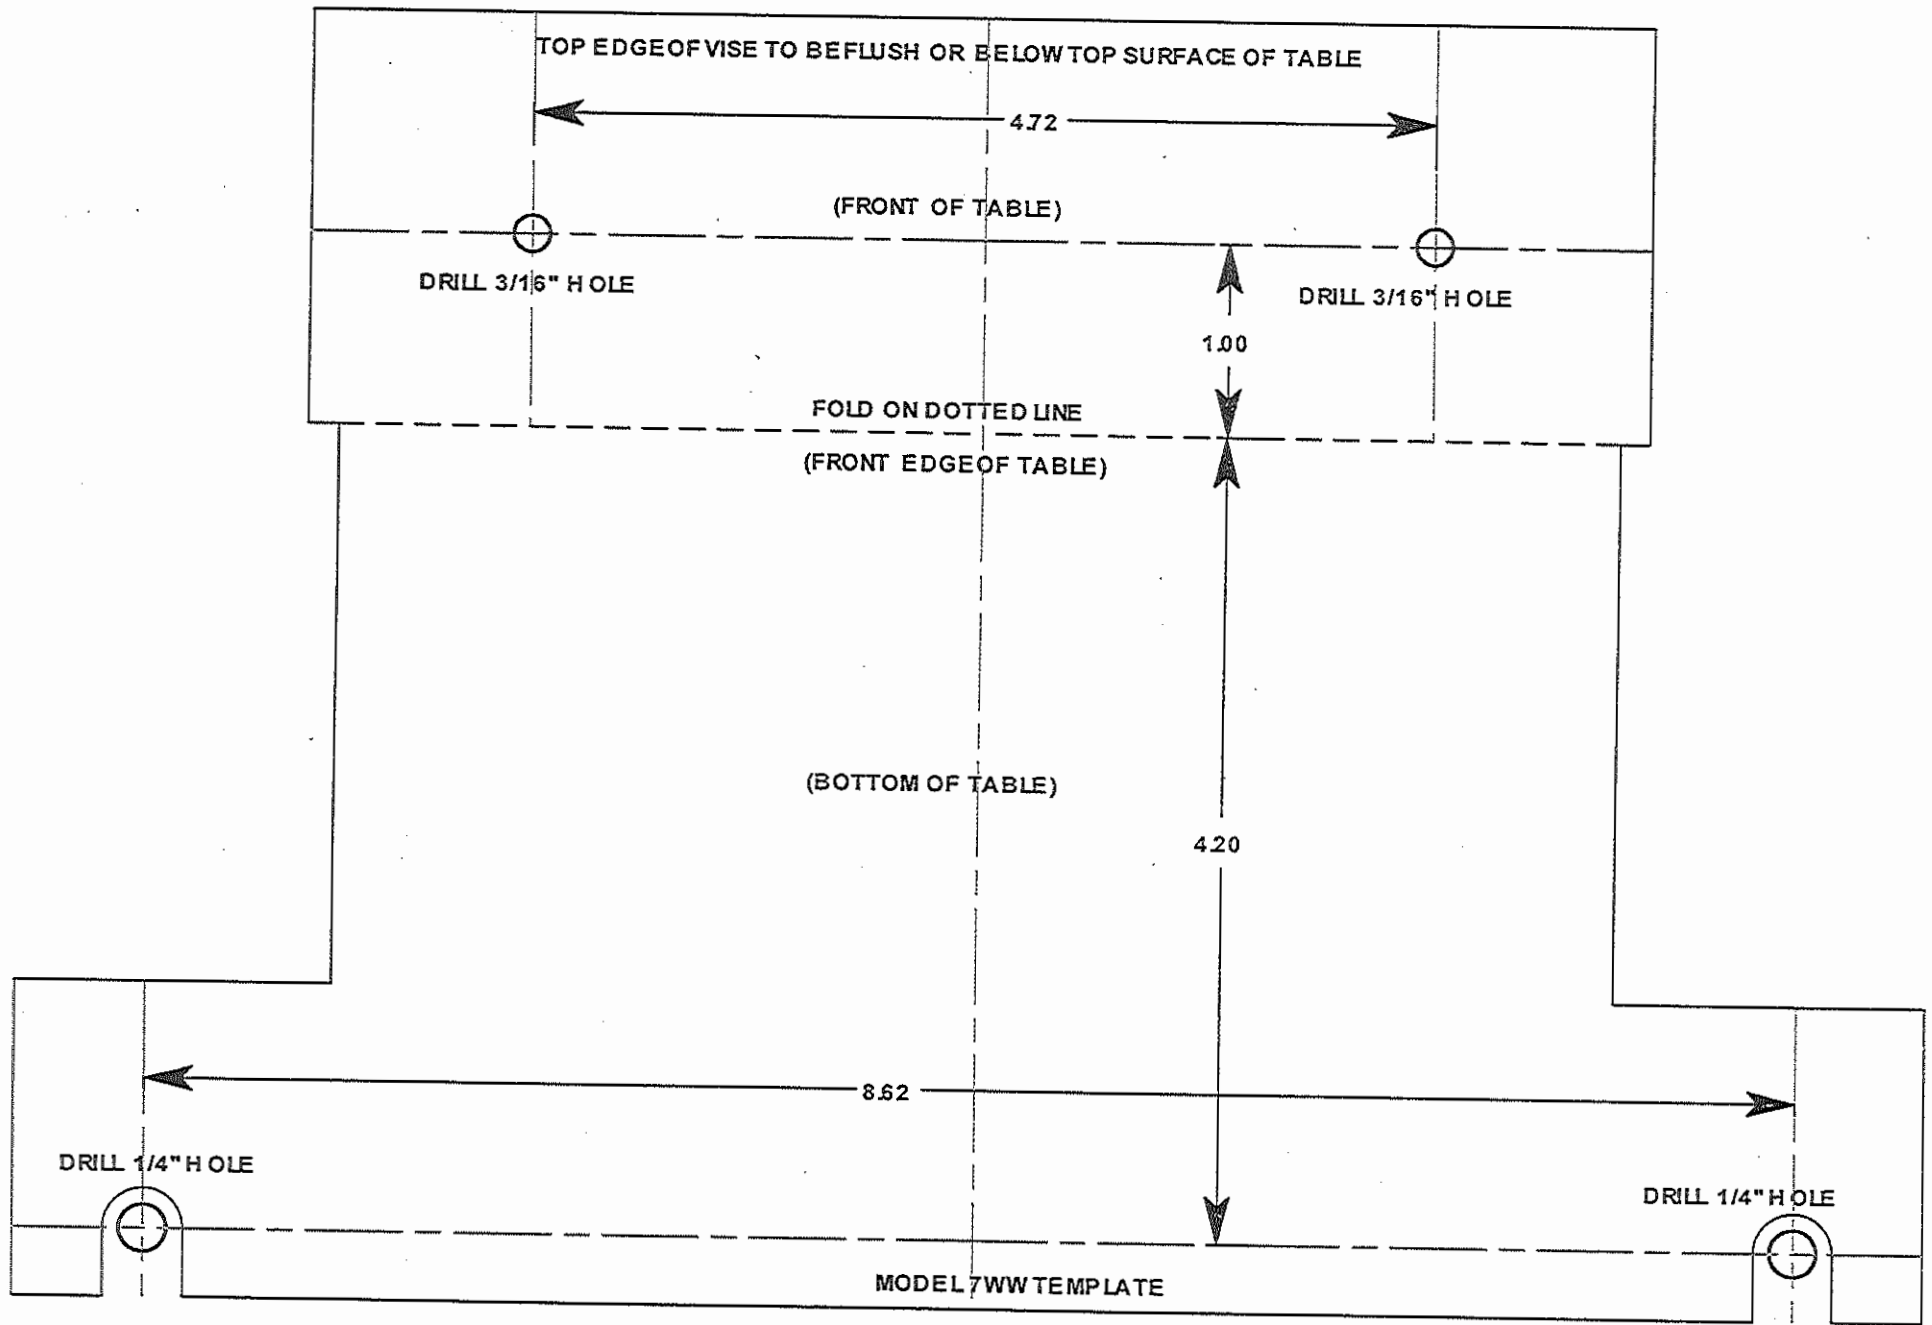 TOP EDGE OF VISE TO BE FLUSH OR BELOW TOP SURFACE OF TABLE
4.72
(FRONT OF TABLE)
DRILL 3/16" HOLE
DRILL 3/16" HOLE
1.00
FOLD ON DOTTED LINE
(FRONT EDGE OF TABLE)
(BOTTOM OF TABLE)
4.20
8.62
DRILL 1/4" HOLE
DRILL 1/4" HOLE
MODEL 7WW TEMPLATE